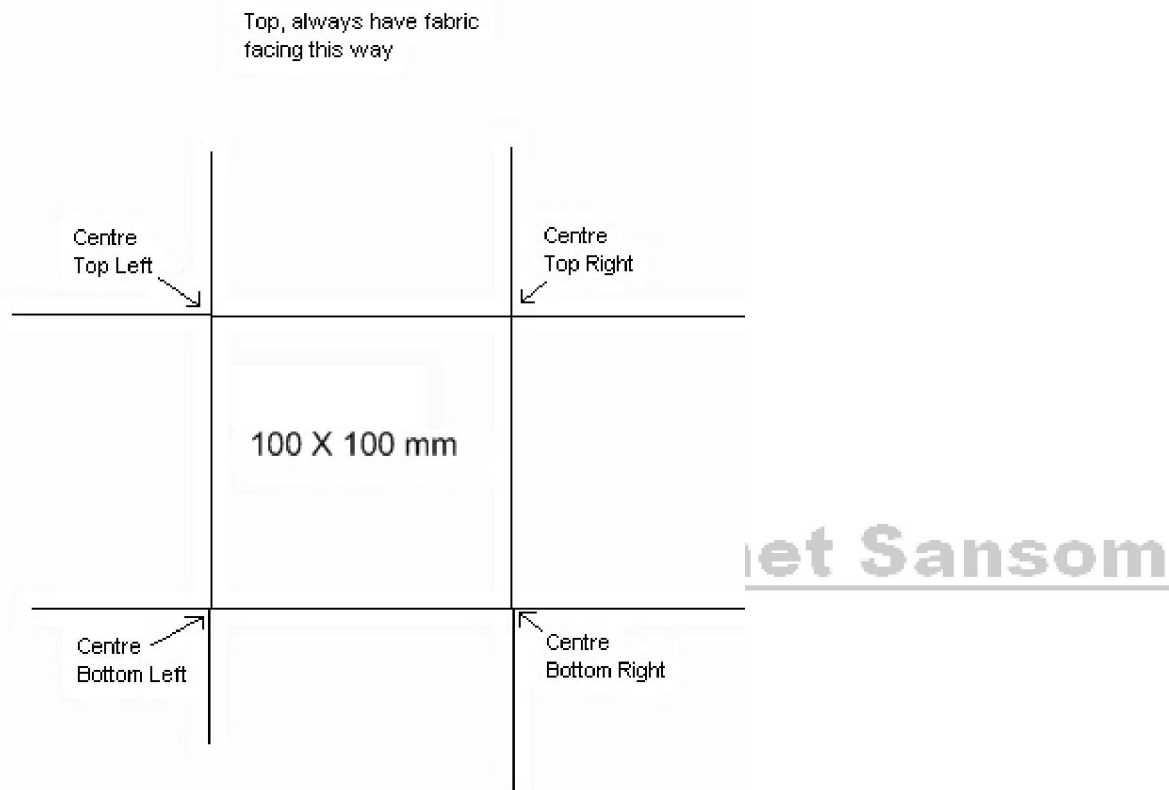 Top, always have fabric
facing this way
Centre
Top Left
Centre
Top Right
100 X 100 mm
Sansom
Centre
Bottom Left
Centre
Bottom Right